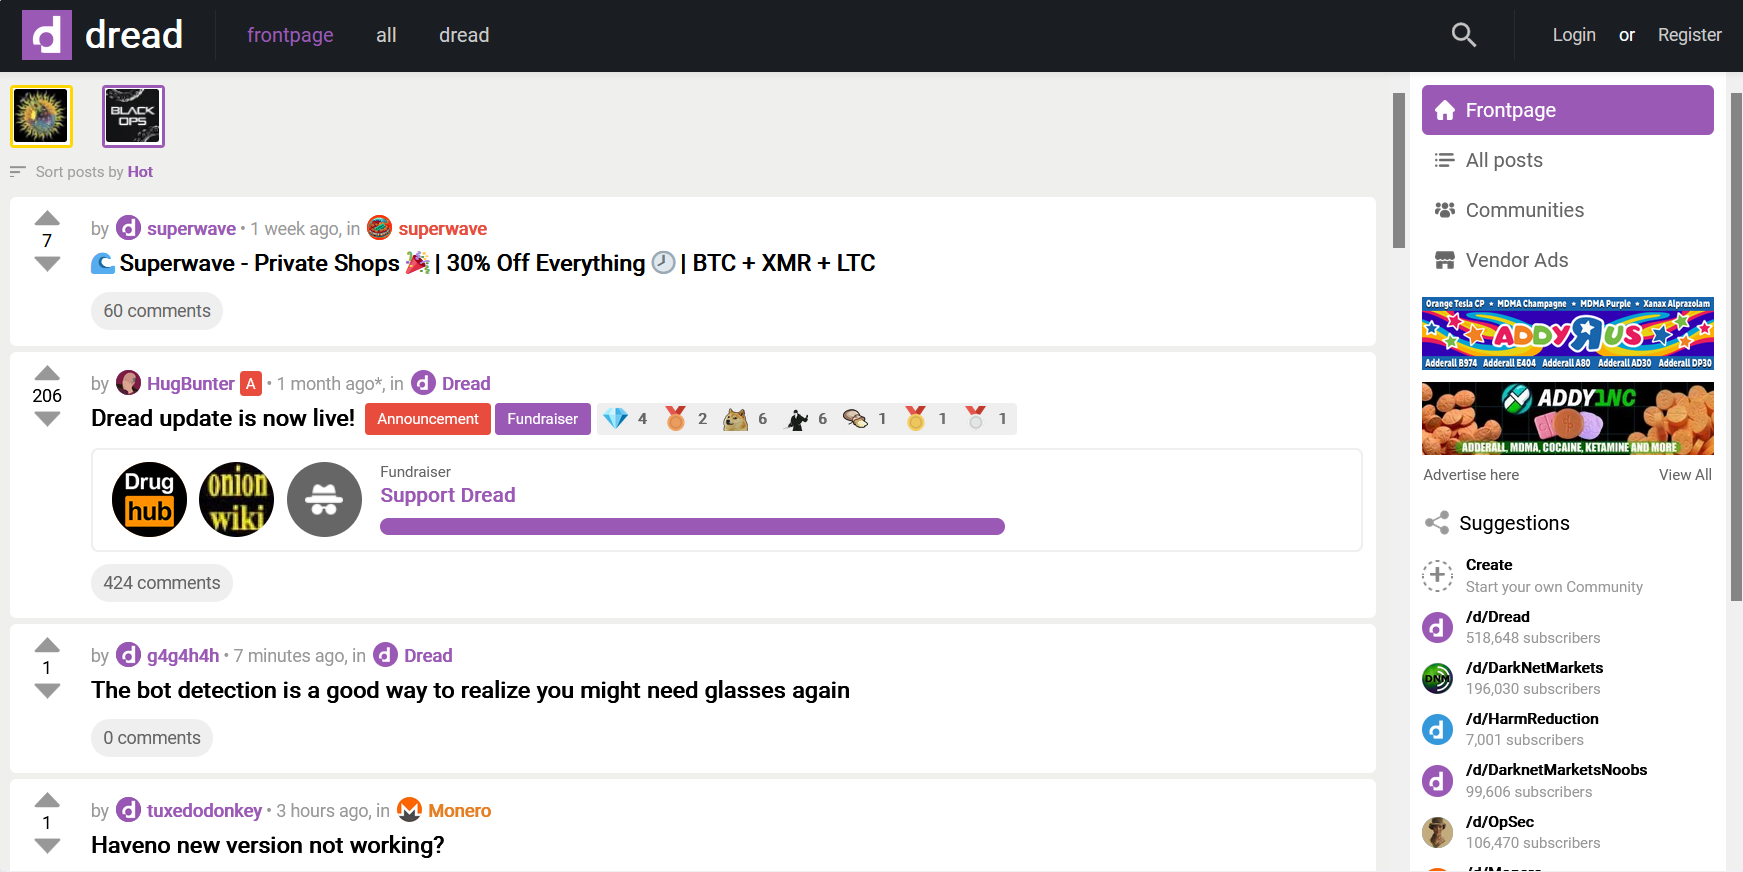 dread
frontpage
all
dread
Login or Register
BLACK OPS
Sort posts by Hot
7
by superwave • 1 week ago, in superwave
Superwave - Private Shops | 30% Off Everything | BTC + XMR + LTC
60 comments
206
by HugBunter A • 1 month ago*, in Dread
Dread update is now live! Announcement Fundraiser 4 2 6 6 1 1 1
Drug hub
onion wiki
Fundraiser
Support Dread
424 comments
1
by g4g4h4h • 7 minutes ago, in Dread
The bot detection is a good way to realize you might need glasses again
0 comments
1
by tuxedodonkey • 3 hours ago, in Monero
Haveno new version not working?
Frontpage
All posts
Communities
Vendor Ads
Orange Tesla CP ★ MDMA Champagne ★ MDMA Purple ★ Xanax Alprazolam
ADDY R US
Adderall B974 Adderall E404 Adderall A80 Adderall AD30 Adderall DP30
ADDY1NC
ADDERALL, MDMA, COCAINE, KETAMINE AND MORE
Advertise here View All
Suggestions
Create
Start your own Community
/d/Dread
518,648 subscribers
DNM
/d/DarkNetMarkets
196,030 subscribers
/d/HarmReduction
7,001 subscribers
/d/DarknetMarketsNoobs
99,606 subscribers
/d/OpSec
106,470 subscribers
/d/Monero